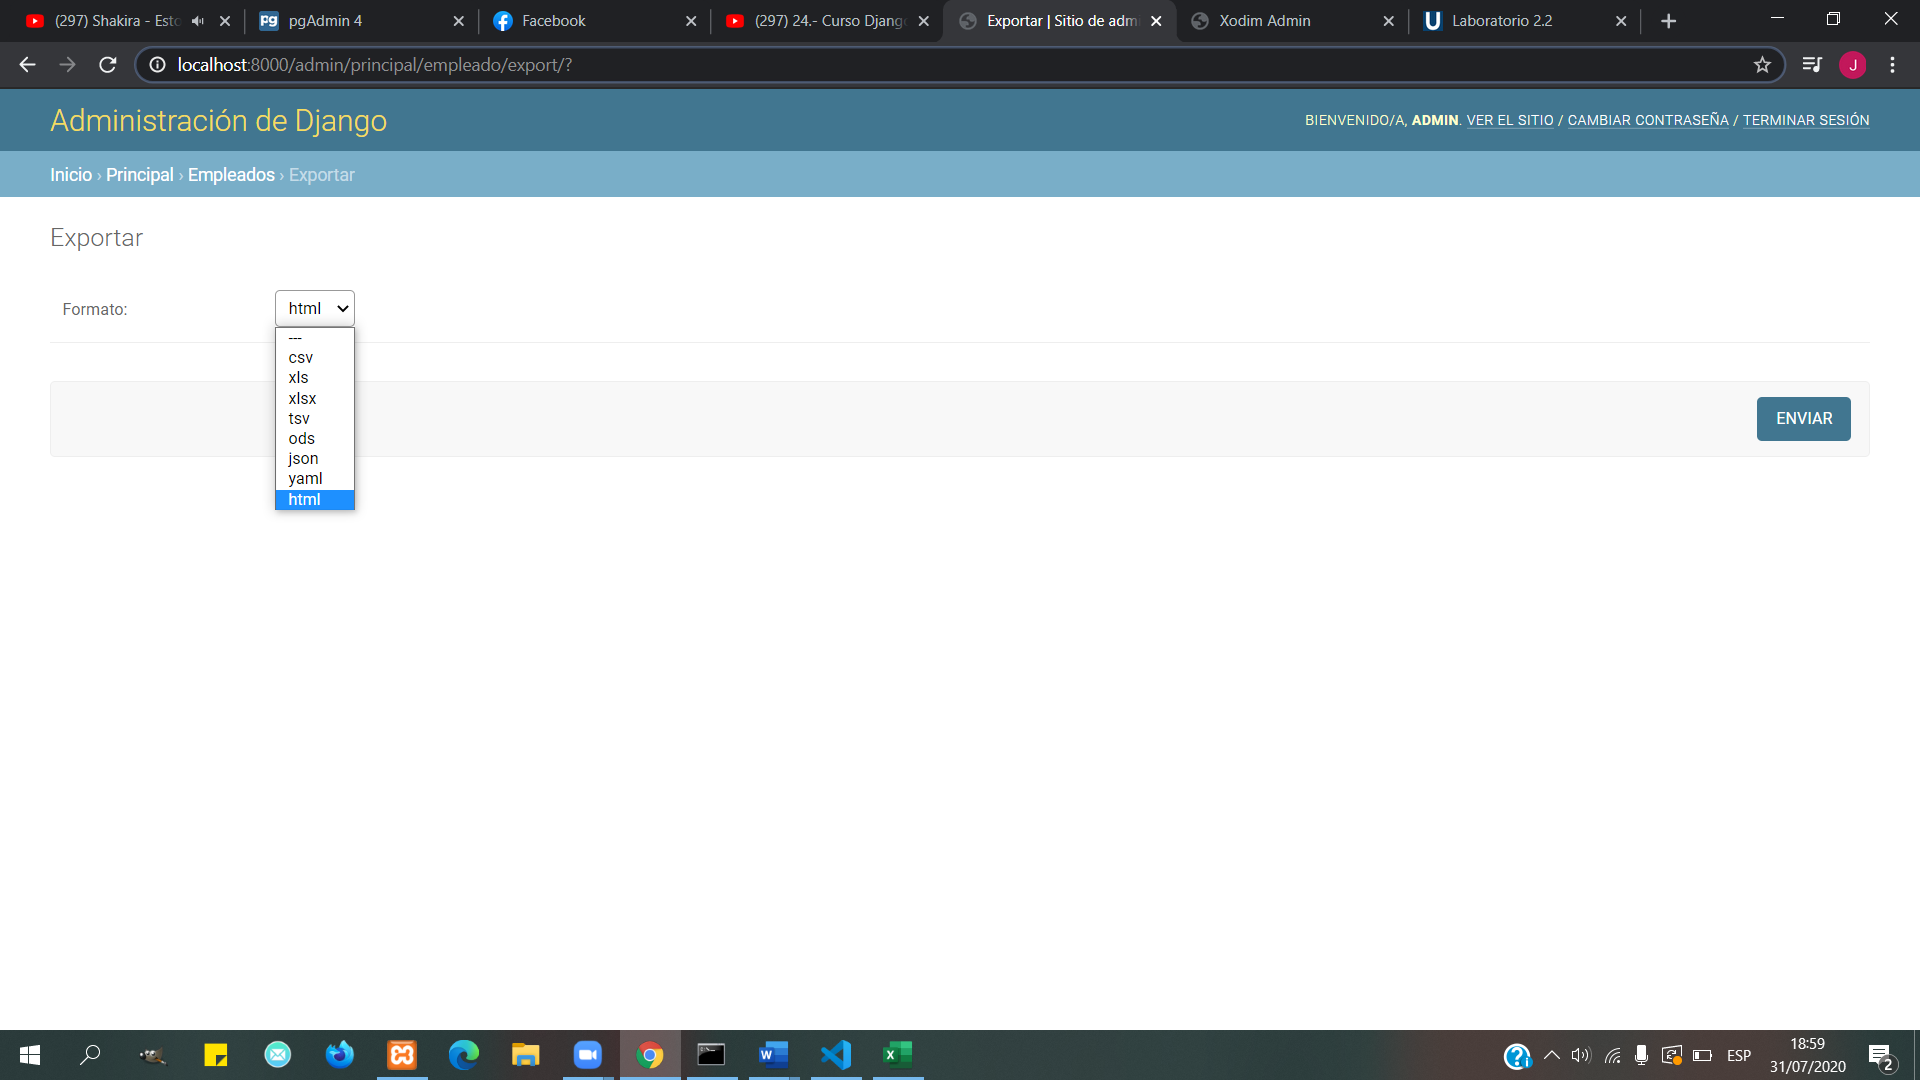 (297) Shakira - Esto
pgAdmin 4
Facebook
(297) 24.- Curso Django
Exportar | Sitio de admi
Xodim Admin
Laboratorio 2.2
localhost:8000/admin/principal/empleado/export/?
J
Administración de Django
BIENVENIDO/A, ADMIN. VER EL SITIO / CAMBIAR CONTRASEÑA / TERMINAR SESIÓN
Inicio › Principal › Empleados › Exportar
Exportar
Formato:
html
---
csv
xls
xlsx
tsv
ods
json
yaml
html
ENVIAR
ESP
18:59
31/07/2020
2